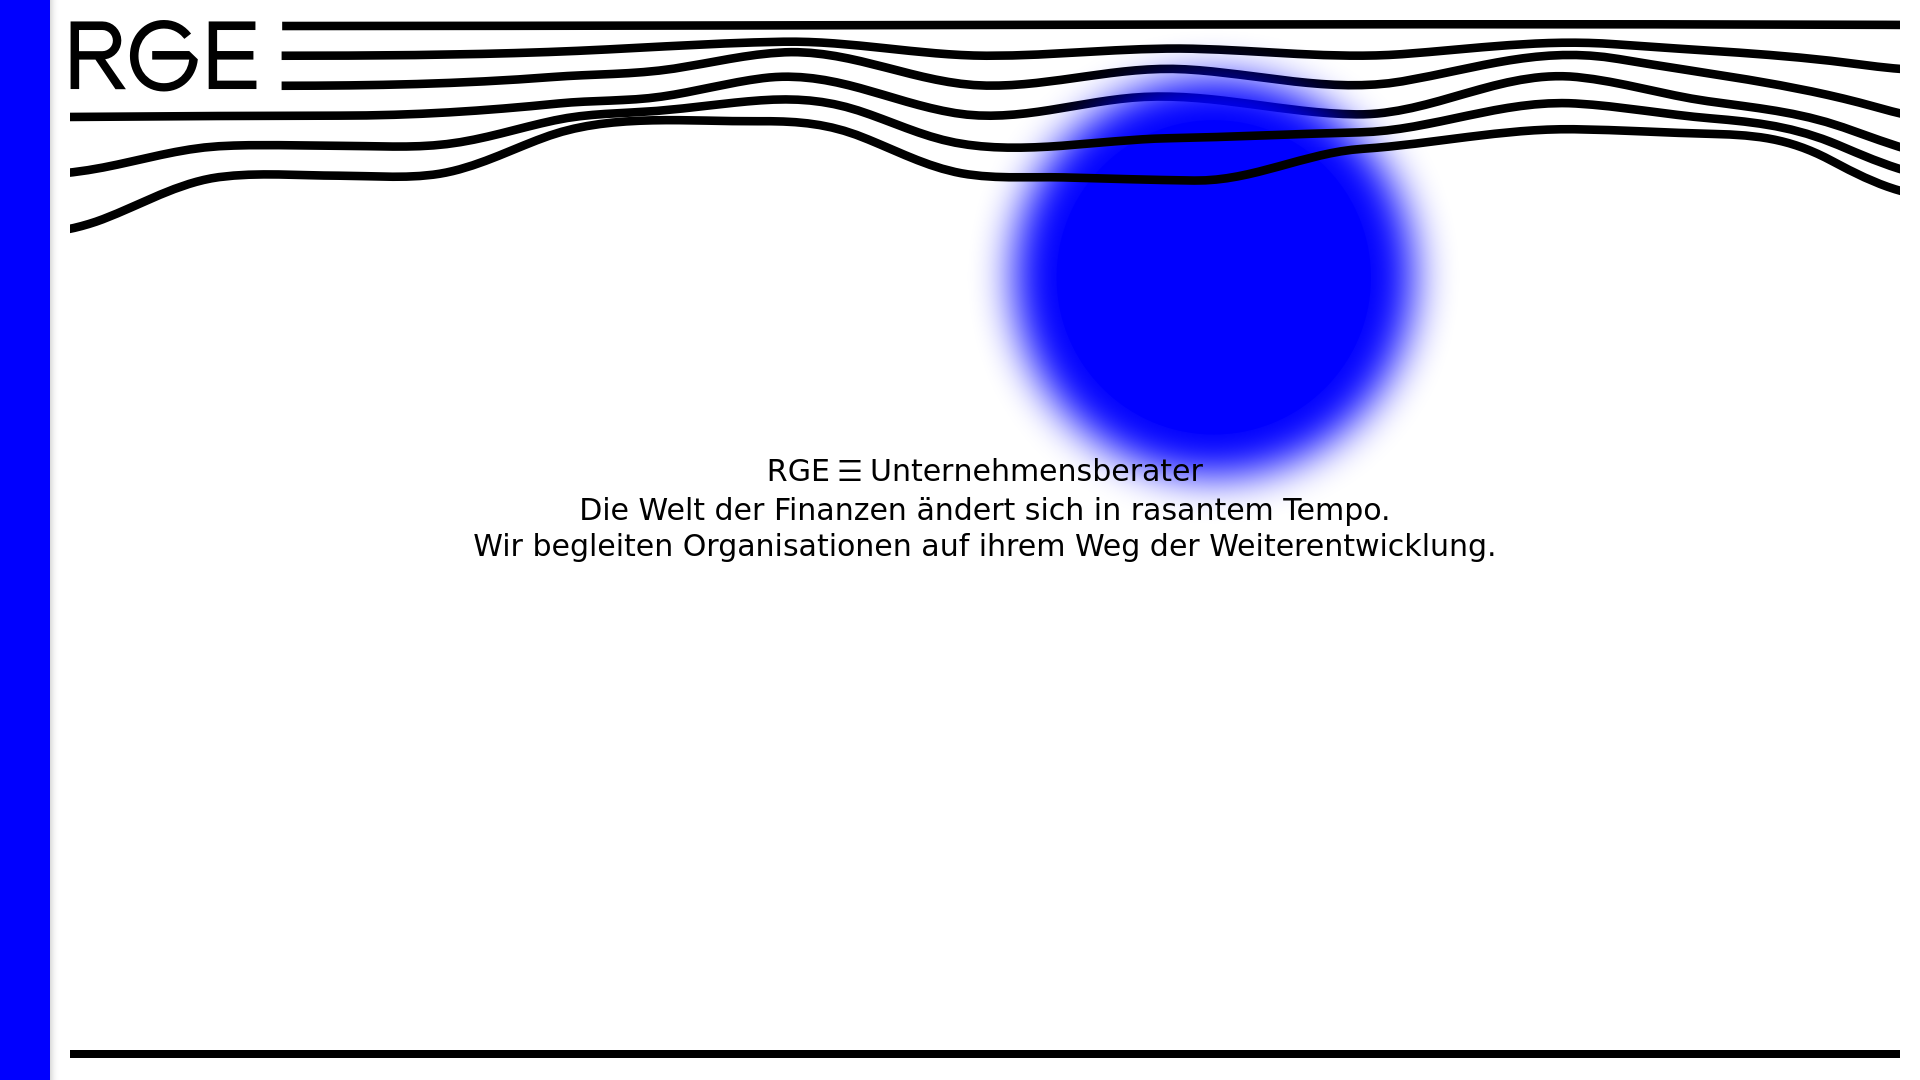 RGE
RGE ☰ Unternehmensberater
Die Welt der Finanzen ändert sich in rasantem Tempo.
Wir begleiten Organisationen auf ihrem Weg der Weiterentwicklung.